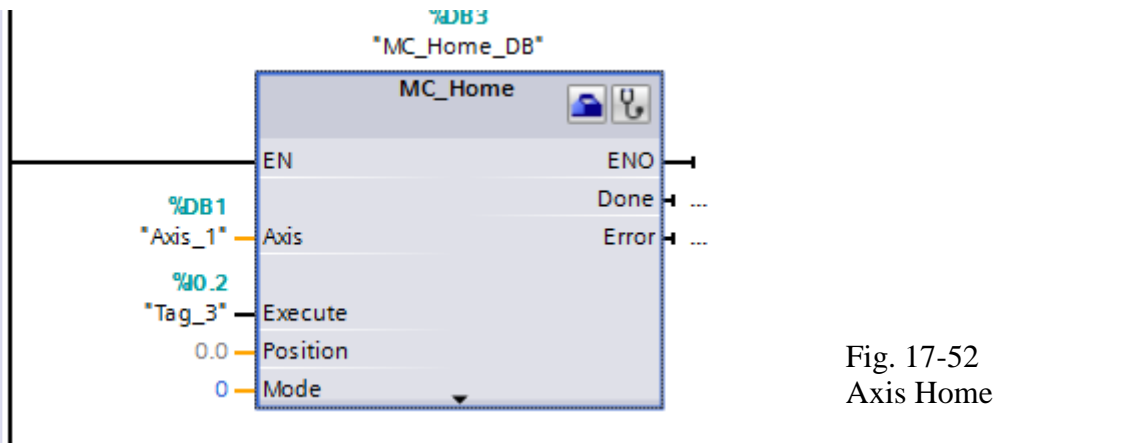 %DB3
"MC_Home_DB"
MC_Home
EN ENO
Done ...
%DB1
"Axis_1" Axis Error ...
%I0.2
"Tag_3" Execute
0.0 Position
0 Mode
Fig. 17-52
Axis Home